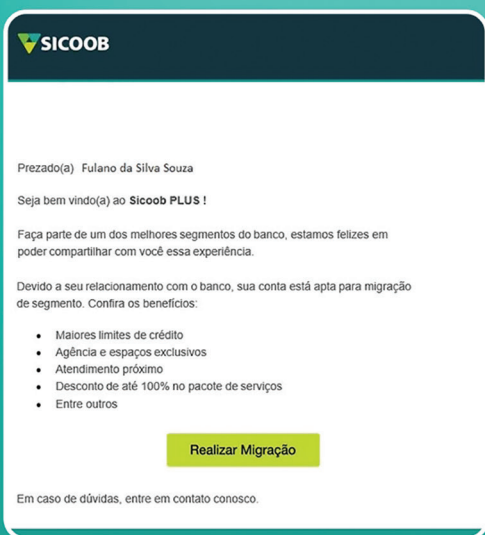 SICOOB
Prezado(a) Fulano da Silva Souza
Seja bem vindo(a) ao Sicoob PLUS !
Faça parte de um dos melhores segmentos do banco, estamos felizes em
poder compartilhar com você essa experiência.
Devido a seu relacionamento com o banco, sua conta está apta para migração
de segmento. Confira os benefícios:
• Maiores limites de crédito
• Agência e espaços exclusivos
• Atendimento próximo
• Desconto de até 100% no pacote de serviços
• Entre outros
Realizar Migração
Em caso de dúvidas, entre em contato conosco.